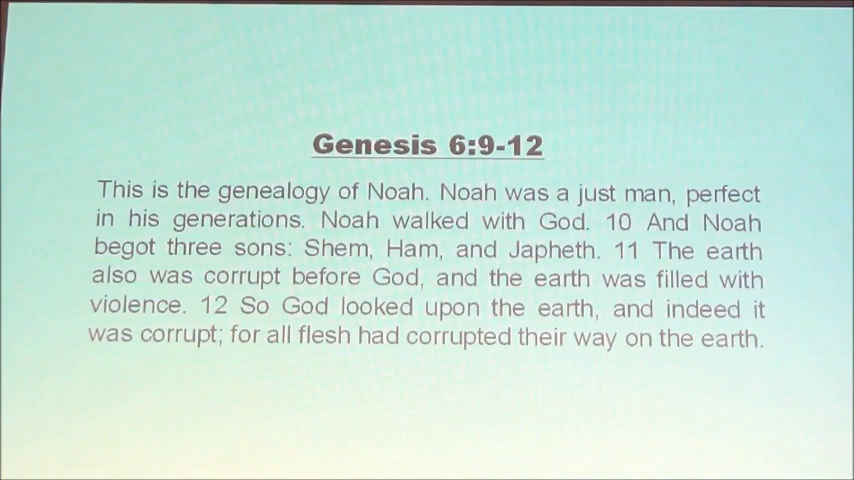 Genesis 6:9-12
This is the genealogy of Noah. Noah was a just man, perfect
in his generations. Noah walked with God. 10 And Noah
begot three sons: Shem, Ham, and Japheth. 11 The earth
also was corrupt before God, and the earth was filled with
violence. 12 So God looked upon the earth, and indeed it
was corrupt; for all flesh had corrupted their way on the earth.